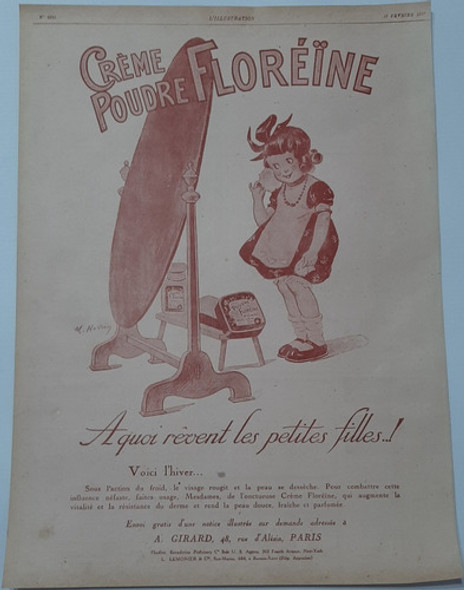 L'ILLUSTRATION
CRÈME
POUDRE FLORÉÏNE
A quoi rêvent les petites filles..!
Voici l'hiver...
Sous l'action du froid, le visage rougit et la peau se dessèche. Pour combattre cette
influence néfaste, faites usage, Mesdames, de l'onctueuse Crème Floréïne, qui augmente la
vitalité et la résistance du derme et rend la peau douce, fraîche et parfumée
Envoi gratis d'une notice illustrée sur demande adressée à
A. GIRARD, 48, rue d'Alésia, PARIS